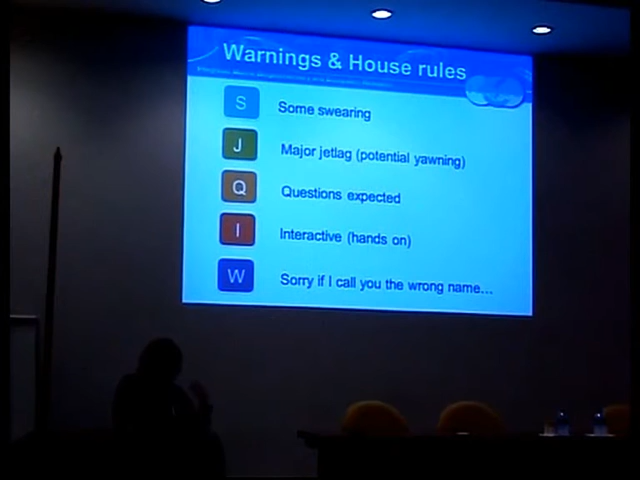 Warnings & House rules
S Some swearing
J Major jetlag (potential yawning)
Q Questions expected
I Interactive (hands on)
W Sorry if I call you the wrong name...